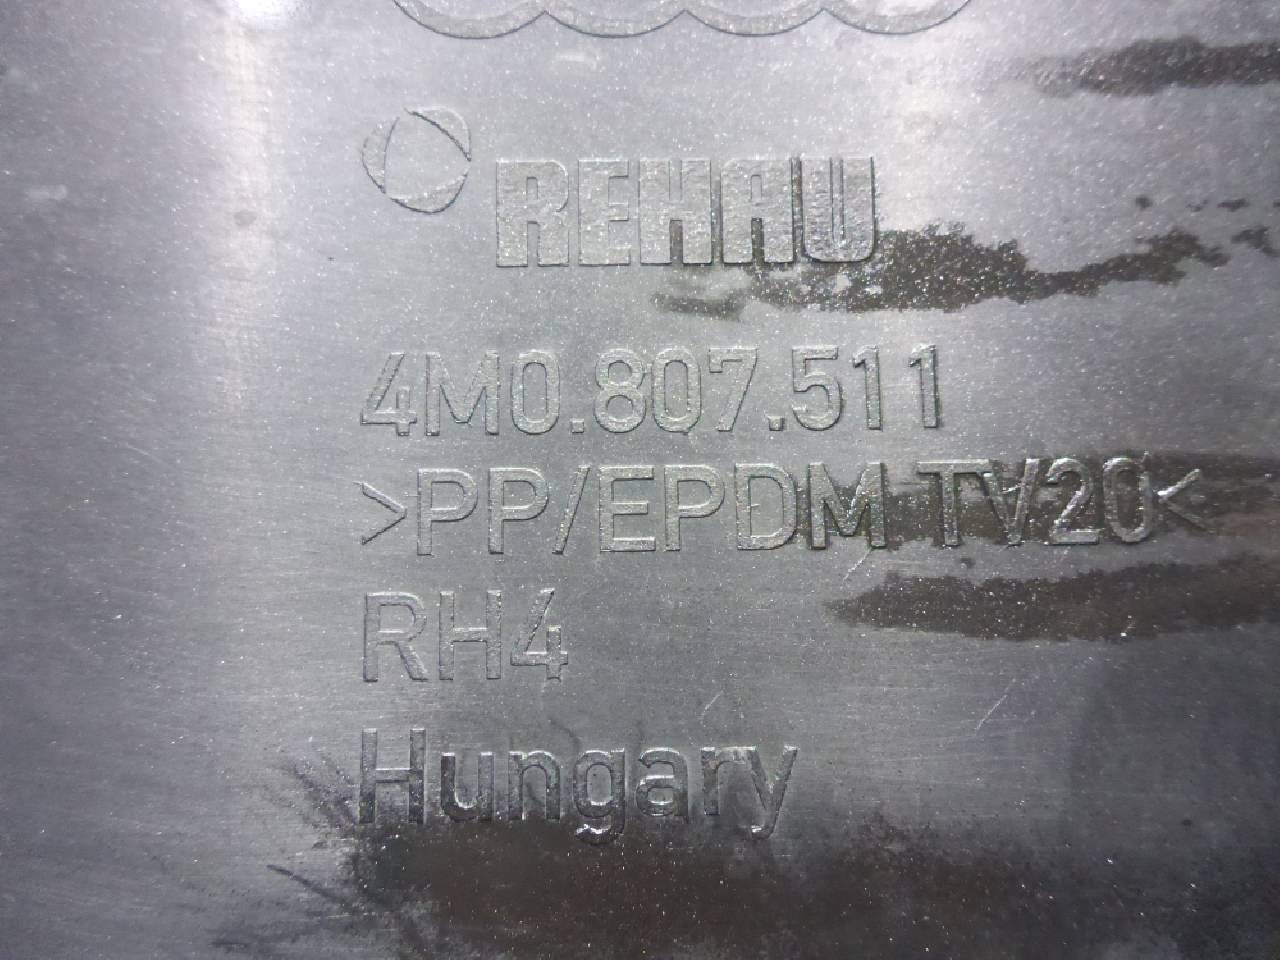 REHAU
4M0.807.511
>PP/EPDM TV20<
RH4
Hungary